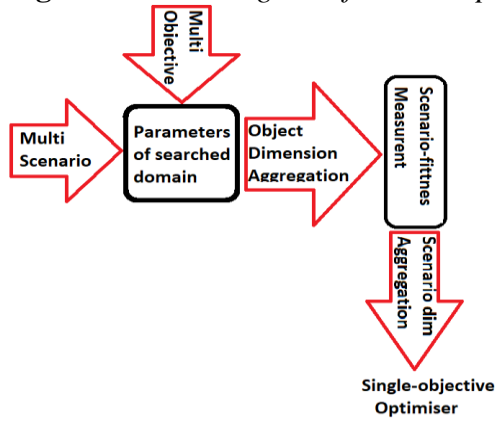 Multi
Objective
Multi
Scenario
Parameters
of searched
domain
Object
Dimension
Aggregation
Scenario-fittnes
Measurent
Scenario dim
Aggregation
Single-objective
Optimiser